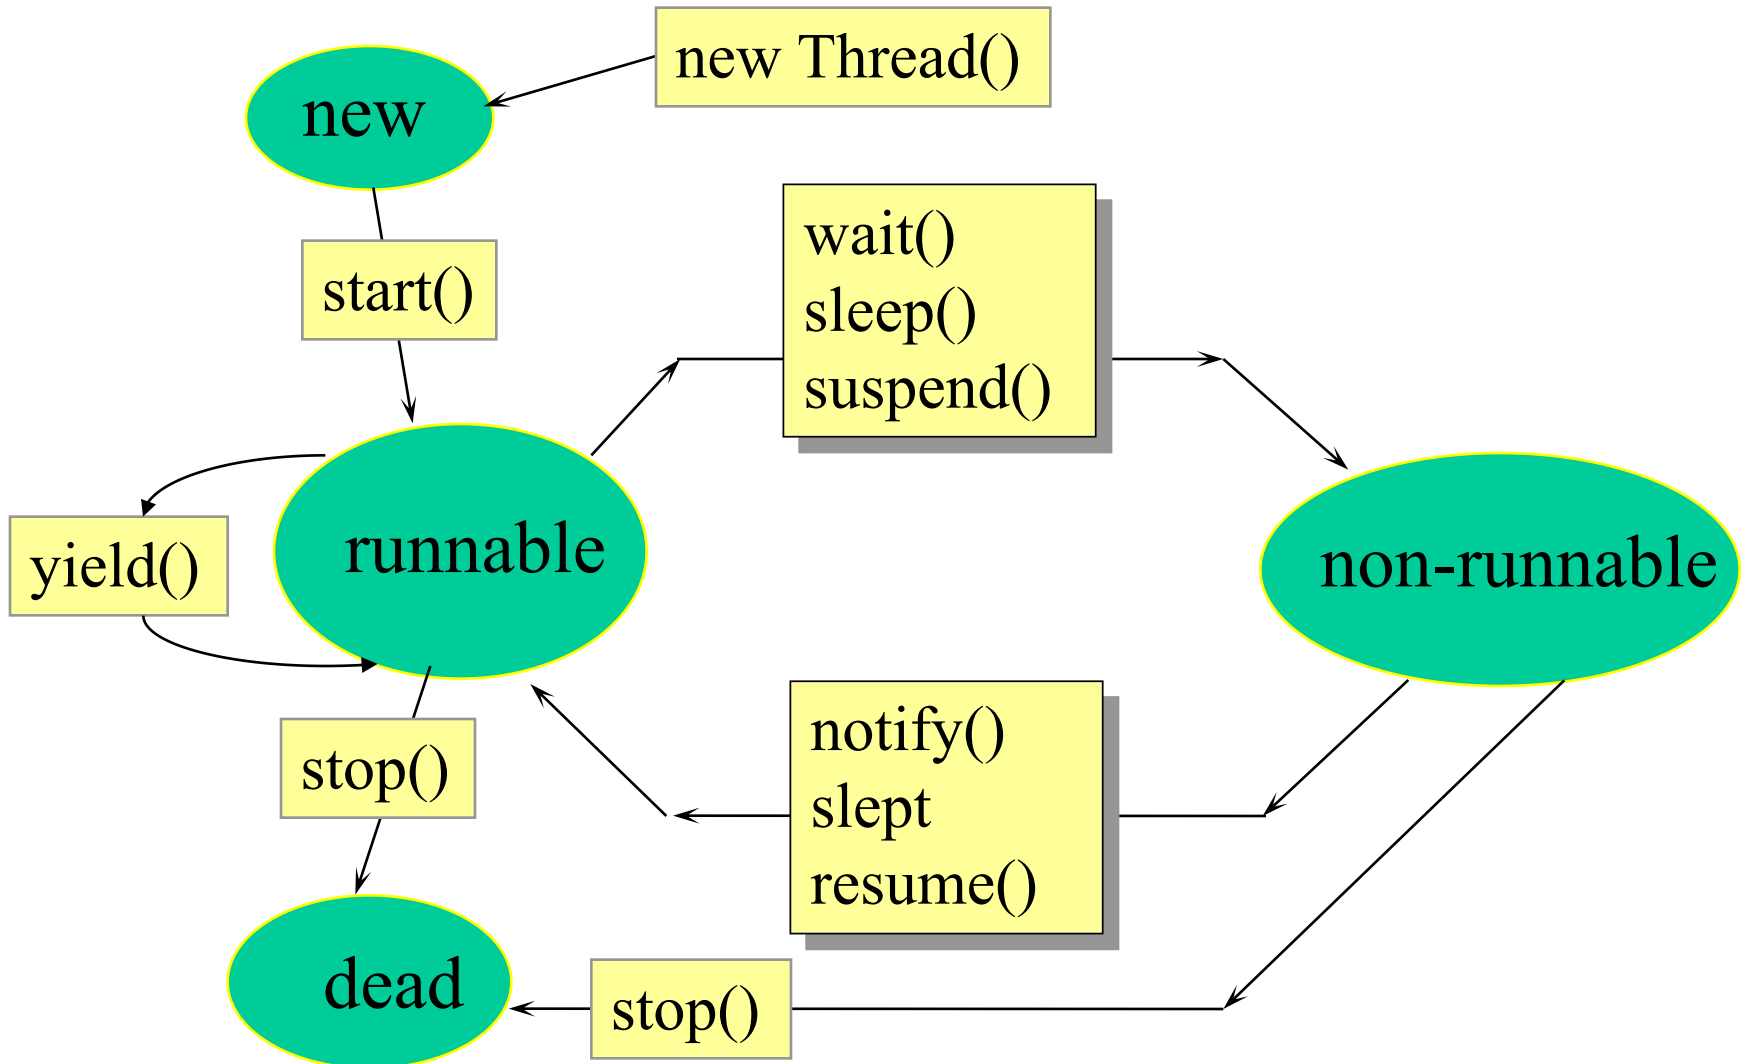 new Thread()
new
start()
wait()
sleep()
suspend()
runnable
yield()
non-runnable
stop()
notify()
slept
resume()
dead
stop()